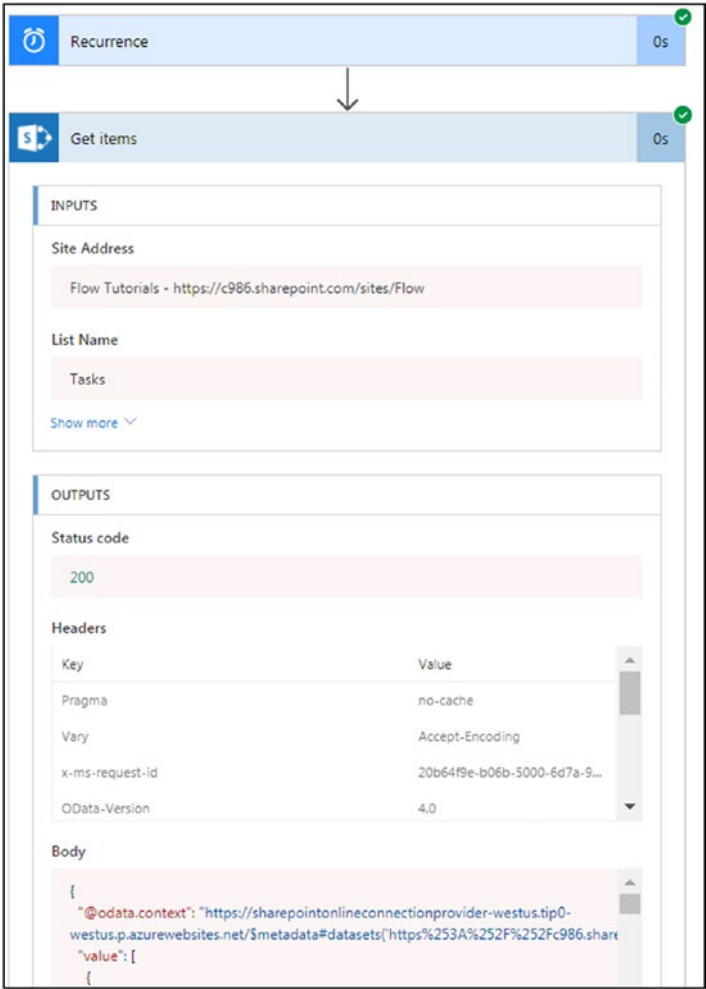 Recurrence
0s
S
Get items
0s
INPUTS
Site Address
Flow Tutorials - https://c986.sharepoint.com/sites/Flow
List Name
Tasks
Show more
OUTPUTS
Status code
200
Headers
Key Value
Pragma no-cache
Vary Accept-Encoding
x-ms-request-id 20b64f9e-b06b-5000-6d7a-9...
OData-Version 4.0
Body
{
"@odata.context": "https://sharepointonlineconnectionprovider-westus.tip0-
westus.p.azurewebsites.net/$metadata#datasets('https%253A%252F%252Fc986.share
"value": [
{